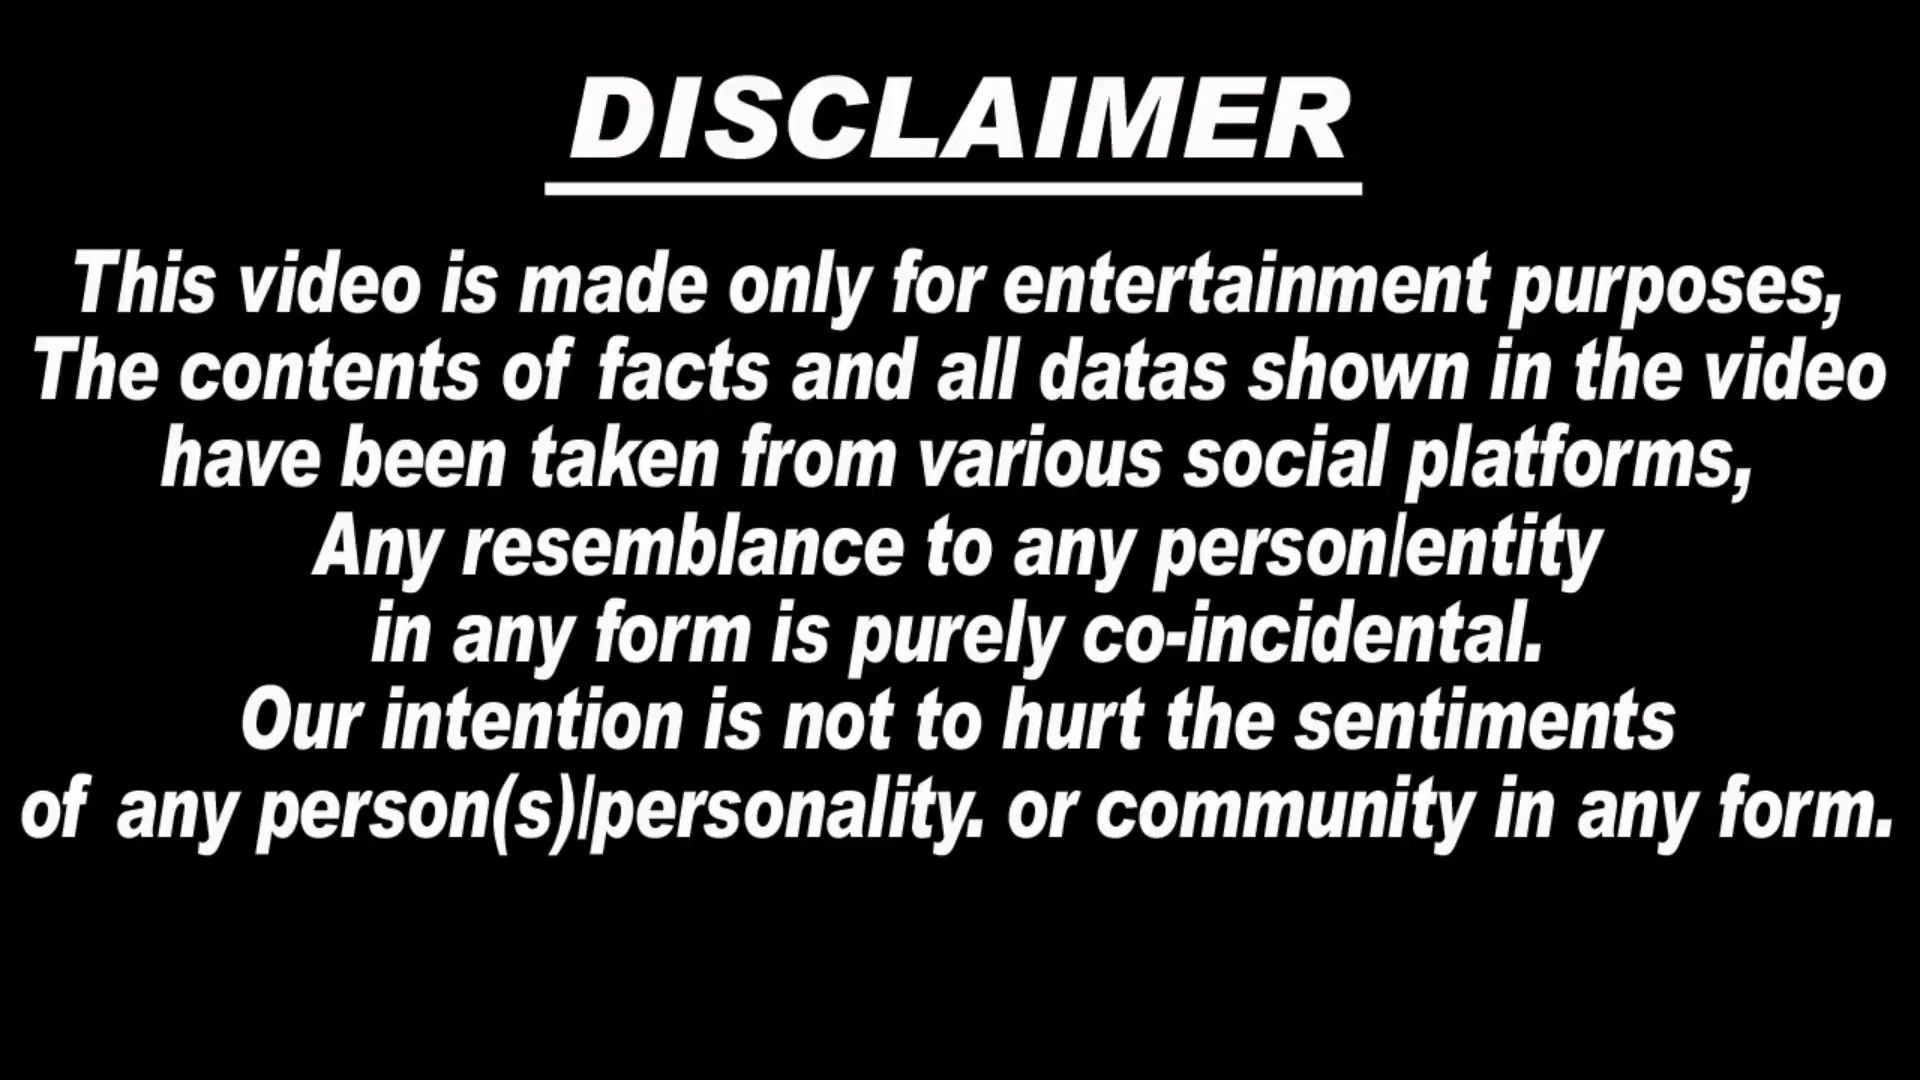 DISCLAIMER
This video is made only for entertainment purposes,
The contents of facts and all datas shown in the video
have been taken from various social platforms,
Any resemblance to any person|entity
in any form is purely co-incidental.
Our intention is not to hurt the sentiments
of any person(s)|personality. or community in any form.